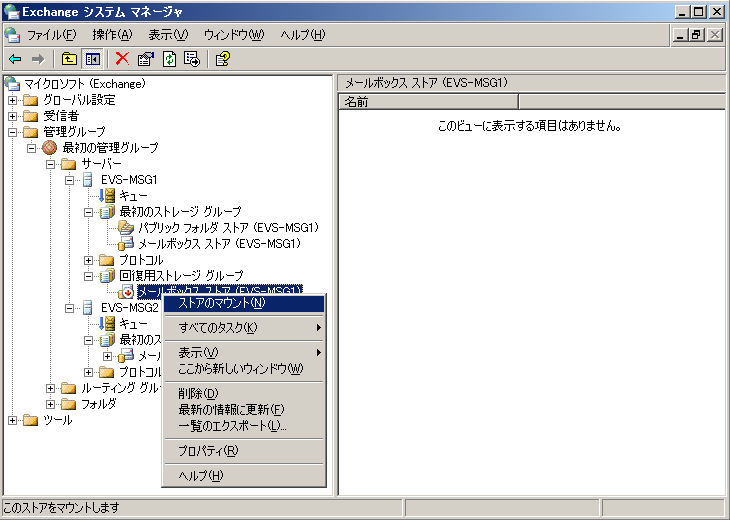 Exchange システム マネージャ
ファイル(F) 操作(A) 表示(V) ウィンドウ(W) ヘルプ(H)
マイクロソフト (Exchange)
グローバル設定
受信者
管理グループ
最初の管理グループ
サーバー
EVS-MSG1
キュー
最初のストレージ グループ
パブリック フォルダ ストア (EVS-MSG1)
メールボックス ストア (EVS-MSG1)
プロトコル
回復用ストレージ グループ
メールボックス ストア (EVS-MSG1)
EVS-MSG2
キュー
最初のス
メール
プロトコル
ルーティング グル
フォルダ
ツール
ストアのマウント(N)
すべてのタスク(K)
表示(V)
ここから新しいウィンドウ(W)
削除(D)
最新の情報に更新(F)
一覧のエクスポート(L)...
プロパティ(R)
ヘルプ(H)
メールボックス ストア (EVS-MSG1)
名前
このビューに表示する項目はありません。
このストアをマウントします